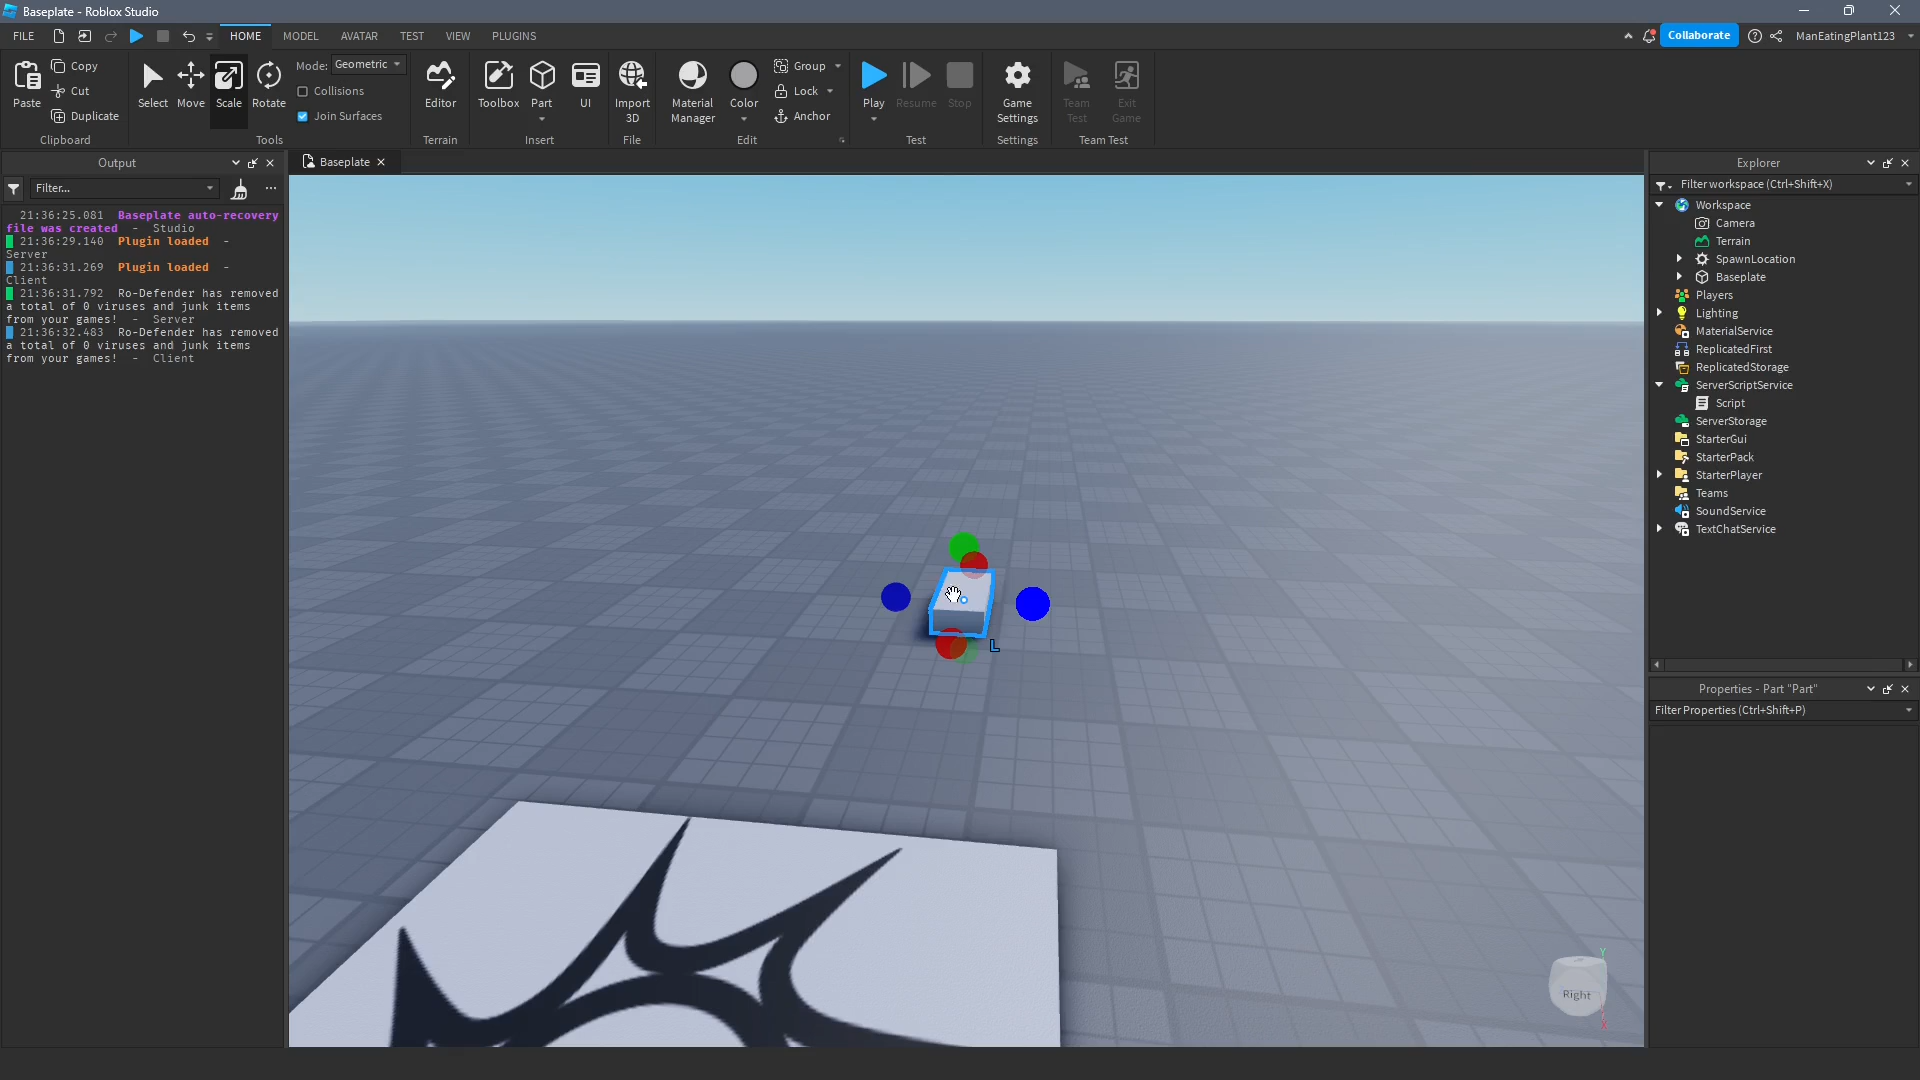 Baseplate - Roblox Studio
FILE
HOME
MODEL
AVATAR
TEST
VIEW
PLUGINS
Collaborate
ManEatingPlant123
Paste
Copy
Cut
Duplicate
Clipboard
Select
Move
Scale
Rotate
Mode: Geometric
Collisions
Join Surfaces
Tools
Editor
Terrain
Toolbox
Part
UI
Insert
Import
3D
File
Material
Manager
Color
Group
Lock
Anchor
Edit
Play
Resume
Stop
Test
Game
Settings
Settings
Team
Test
Exit
Game
Team Test
Output
Filter...
21:36:25.081 Baseplate auto-recovery
file was created - Studio
21:36:29.140 Plugin loaded -
Server
21:36:31.269 Plugin loaded -
Client
21:36:31.792 Ro-Defender has removed
a total of 0 viruses and junk items
from your games! - Server
21:36:32.483 Ro-Defender has removed
a total of 0 viruses and junk items
from your games! - Client
Baseplate
L
Right
Y
X
Explorer
Filter workspace (Ctrl+Shift+X)
Workspace
Camera
Terrain
SpawnLocation
Baseplate
Players
Lighting
MaterialService
ReplicatedFirst
ReplicatedStorage
ServerScriptService
Script
ServerStorage
StarterGui
StarterPack
StarterPlayer
Teams
SoundService
TextChatService
Properties - Part "Part"
Filter Properties (Ctrl+Shift+P)